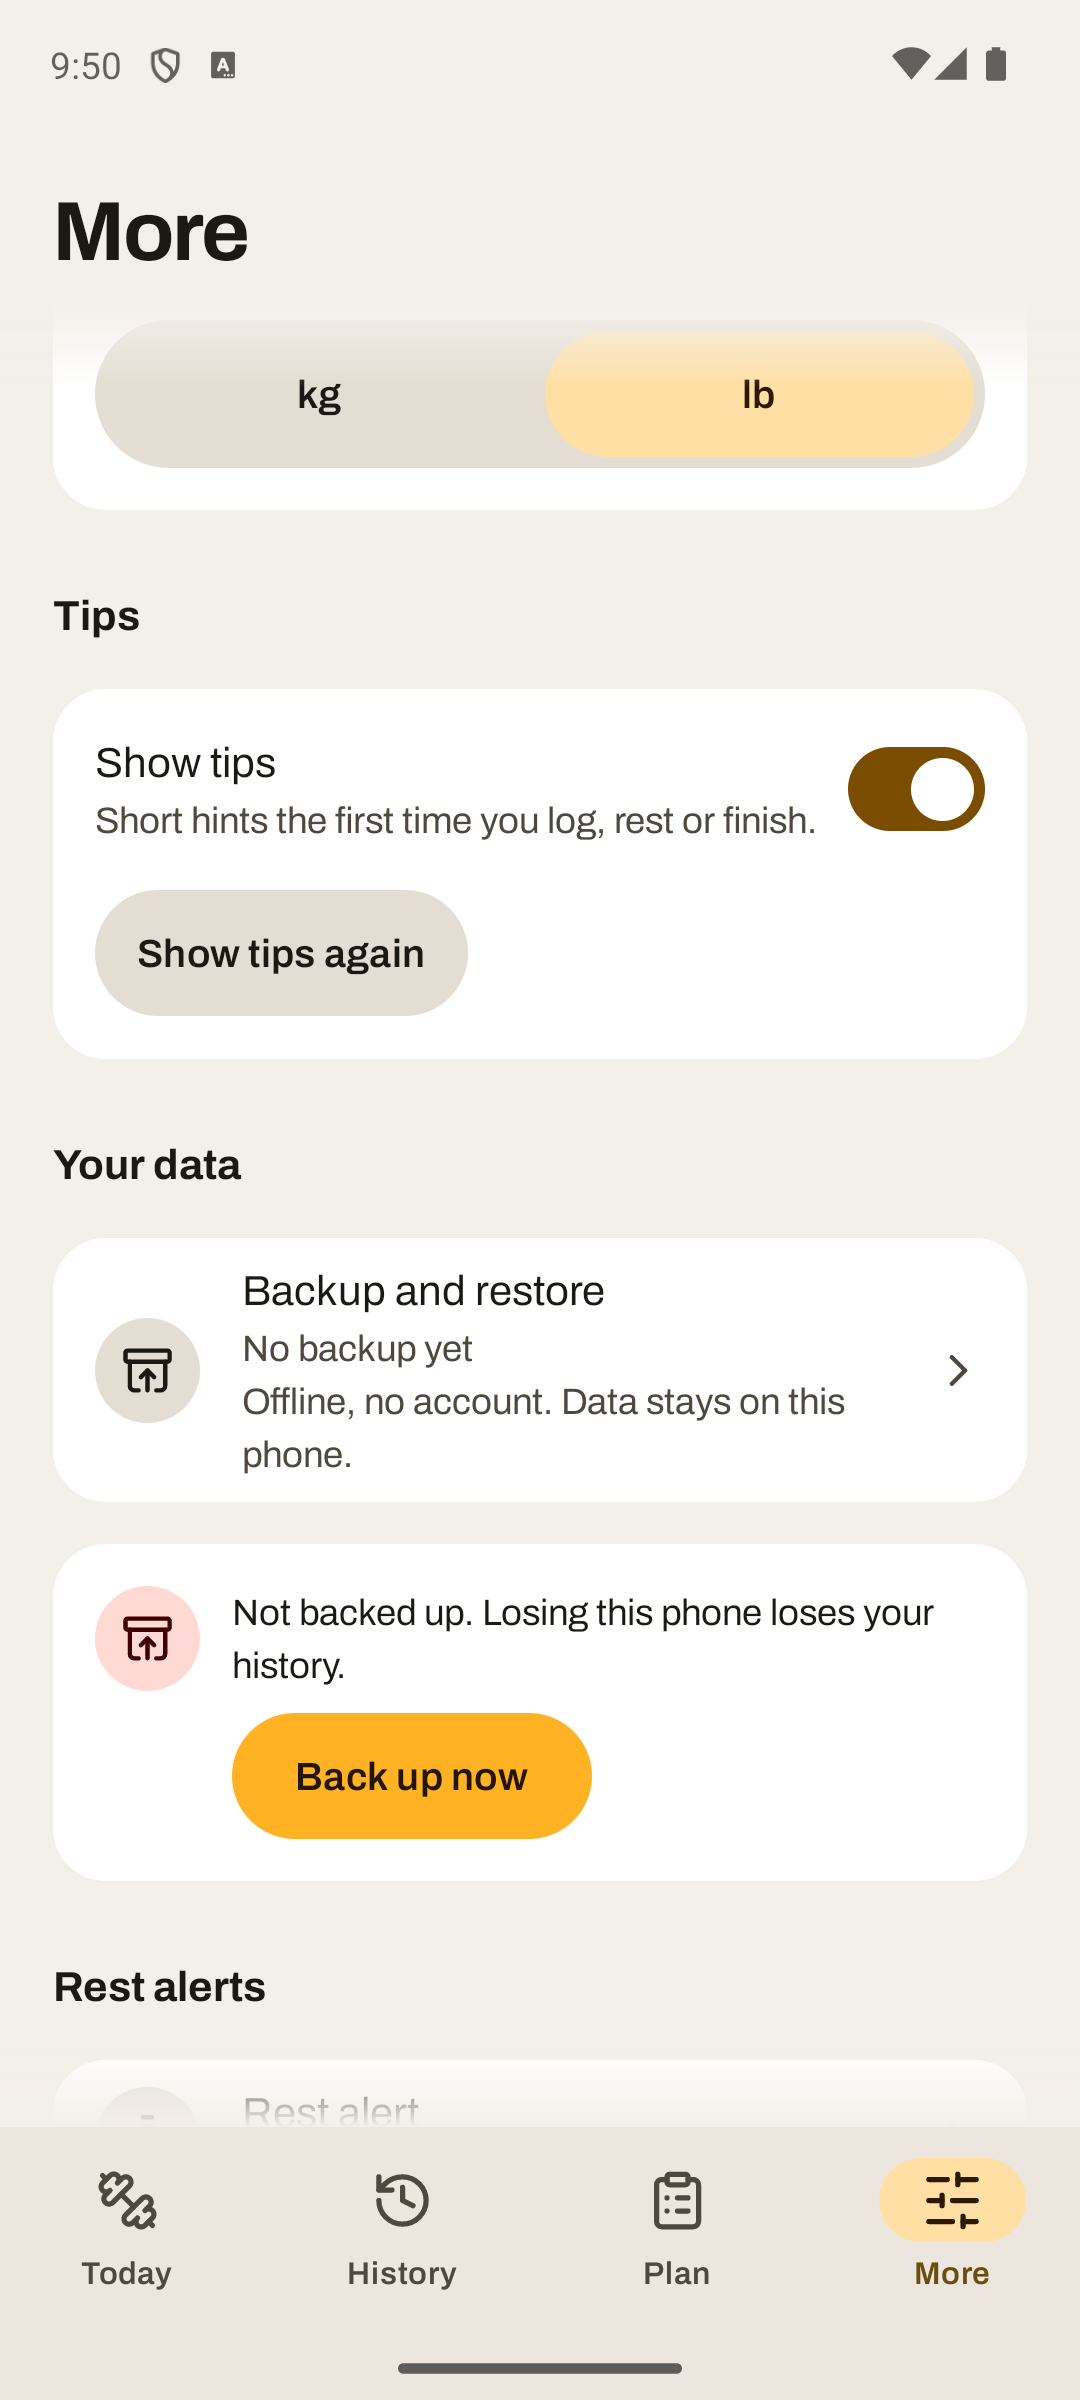 9:50
More
kg
lb
Tips
Show tips
Short hints the first time you log, rest or finish.
Show tips again
Your data
Backup and restore
No backup yet
Offline, no account. Data stays on this
phone.
Not backed up. Losing this phone loses your
history.
Back up now
Rest alerts
Rest alert
Today
History
Plan
More